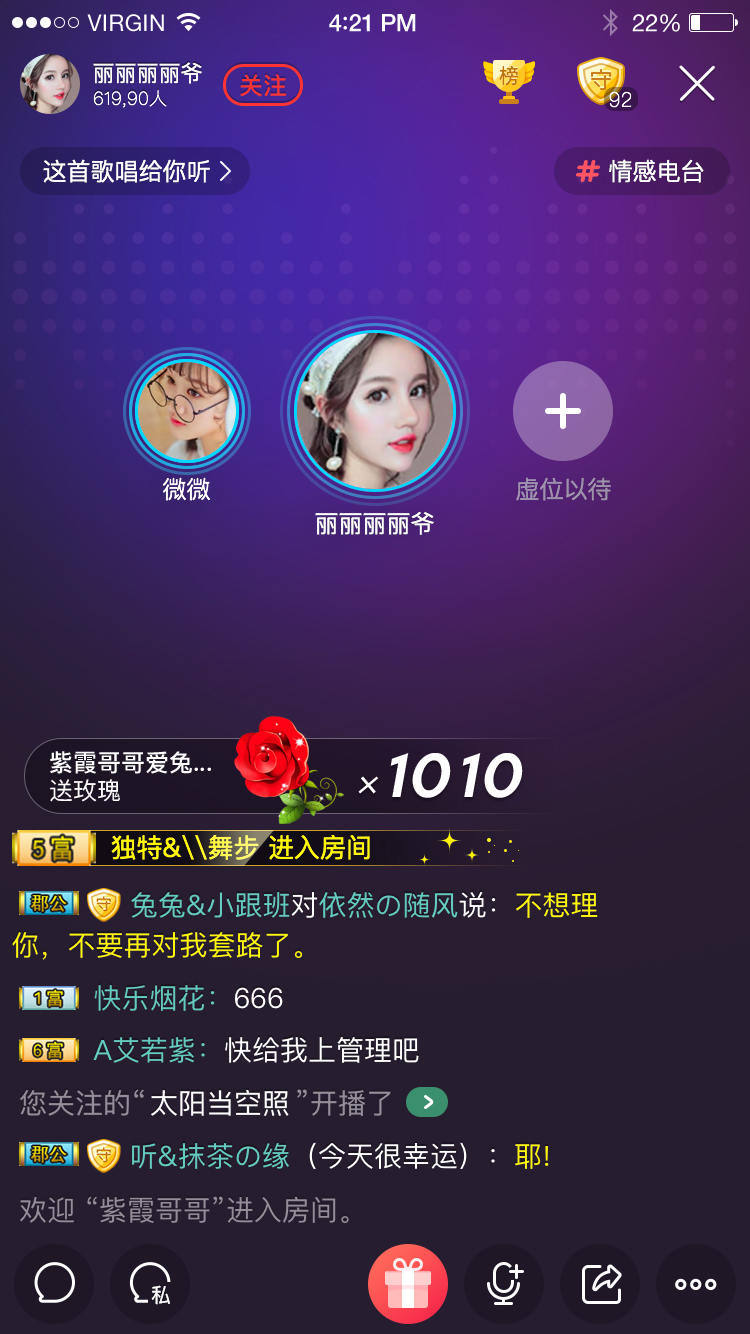 VIRGIN 4:21 PM 22%
丽丽丽丽爷
619,90人
关注
榜
守
92
这首歌唱给你听
# 情感电台
微微
丽丽丽丽爷
虚位以待
紫霞哥哥爱兔...
送玫瑰
×1010
5富 独特&\\舞步 进入房间
郡公 守 兔兔&小跟班对依然の随风说：不想理
你，不要再对我套路了。
1富 快乐烟花：666
6富 A艾若紫：快给我上管理吧
您关注的“太阳当空照”开播了
郡公 守 听&抹茶の缘（今天很幸运）：耶!
欢迎 “紫霞哥哥”进入房间。
私